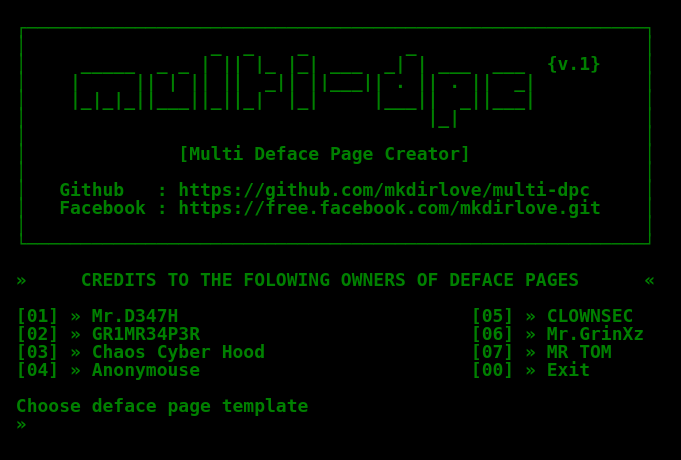 multi-dpc {v.1}
[Multi Deface Page Creator]
Github : https://github.com/mkdirlove/multi-dpc
Facebook : https://free.facebook.com/mkdirlove.git
» CREDITS TO THE FOLOWING OWNERS OF DEFACE PAGES «
[01] » Mr.D347H [05] » CLOWNSEC
[02] » GR1MR34P3R [06] » Mr.GrinXz
[03] » Chaos Cyber Hood [07] » MR TOM
[04] » Anonymouse [00] » Exit
Choose deface page template
»